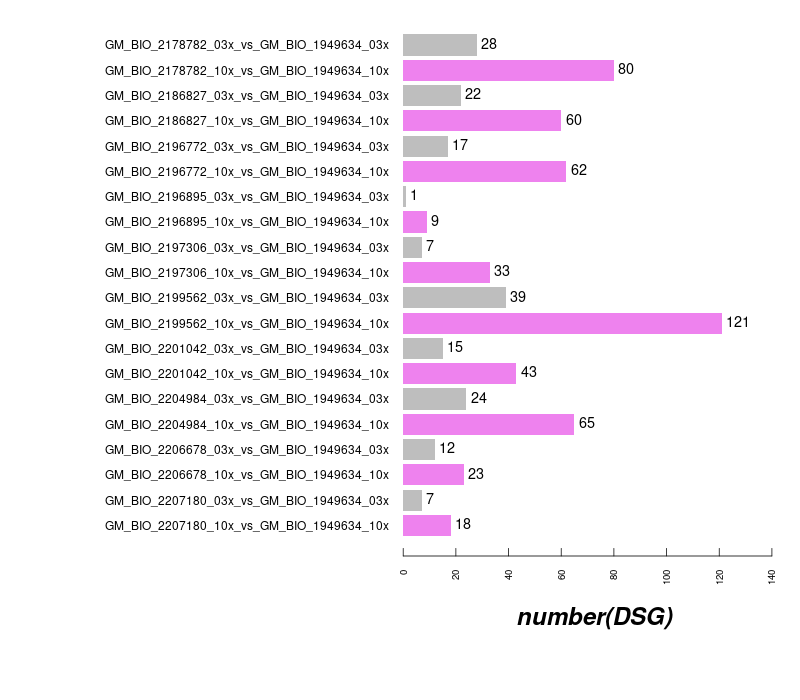 GM_BIO_2178782_03x_vs_GM_BIO_1949634_03x 28
GM_BIO_2178782_10x_vs_GM_BIO_1949634_10x 80
GM_BIO_2186827_03x_vs_GM_BIO_1949634_03x 22
GM_BIO_2186827_10x_vs_GM_BIO_1949634_10x 60
GM_BIO_2196772_03x_vs_GM_BIO_1949634_03x 17
GM_BIO_2196772_10x_vs_GM_BIO_1949634_10x 62
GM_BIO_2196895_03x_vs_GM_BIO_1949634_03x 1
GM_BIO_2196895_10x_vs_GM_BIO_1949634_10x 9
GM_BIO_2197306_03x_vs_GM_BIO_1949634_03x 7
GM_BIO_2197306_10x_vs_GM_BIO_1949634_10x 33
GM_BIO_2199562_03x_vs_GM_BIO_1949634_03x 39
GM_BIO_2199562_10x_vs_GM_BIO_1949634_10x 121
GM_BIO_2201042_03x_vs_GM_BIO_1949634_03x 15
GM_BIO_2201042_10x_vs_GM_BIO_1949634_10x 43
GM_BIO_2204984_03x_vs_GM_BIO_1949634_03x 24
GM_BIO_2204984_10x_vs_GM_BIO_1949634_10x 65
GM_BIO_2206678_03x_vs_GM_BIO_1949634_03x 12
GM_BIO_2206678_10x_vs_GM_BIO_1949634_10x 23
GM_BIO_2207180_03x_vs_GM_BIO_1949634_03x 7
GM_BIO_2207180_10x_vs_GM_BIO_1949634_10x 18
0 20 40 60 80 100 120 140
number(DSG)